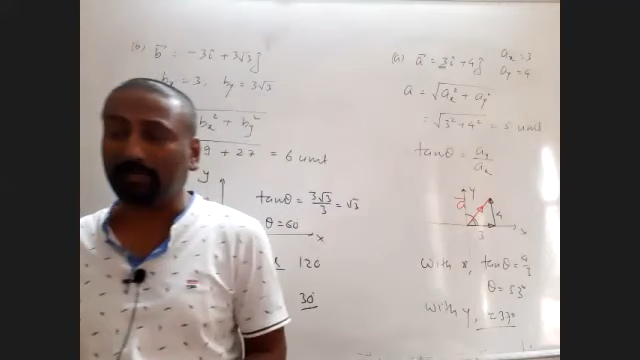 (b) b⃗ = -3î + 3√3 ĵ
= 3, by = 3√3
bx² + by²
9 + 27 = 6 unit
y
tanθ = 3√3/3 = √3
θ = 60
x
120
30°
(a) a⃗ = 3î + 4ĵ
ax = 3
ay = 4
a = √(ax² + ay²)
= √(3² + 4²) = 5 unit
tanθ = ay/ax
y
a⃗
4
3
x
with x, tanθ = 4/3
θ = 53°
with y, = 37°